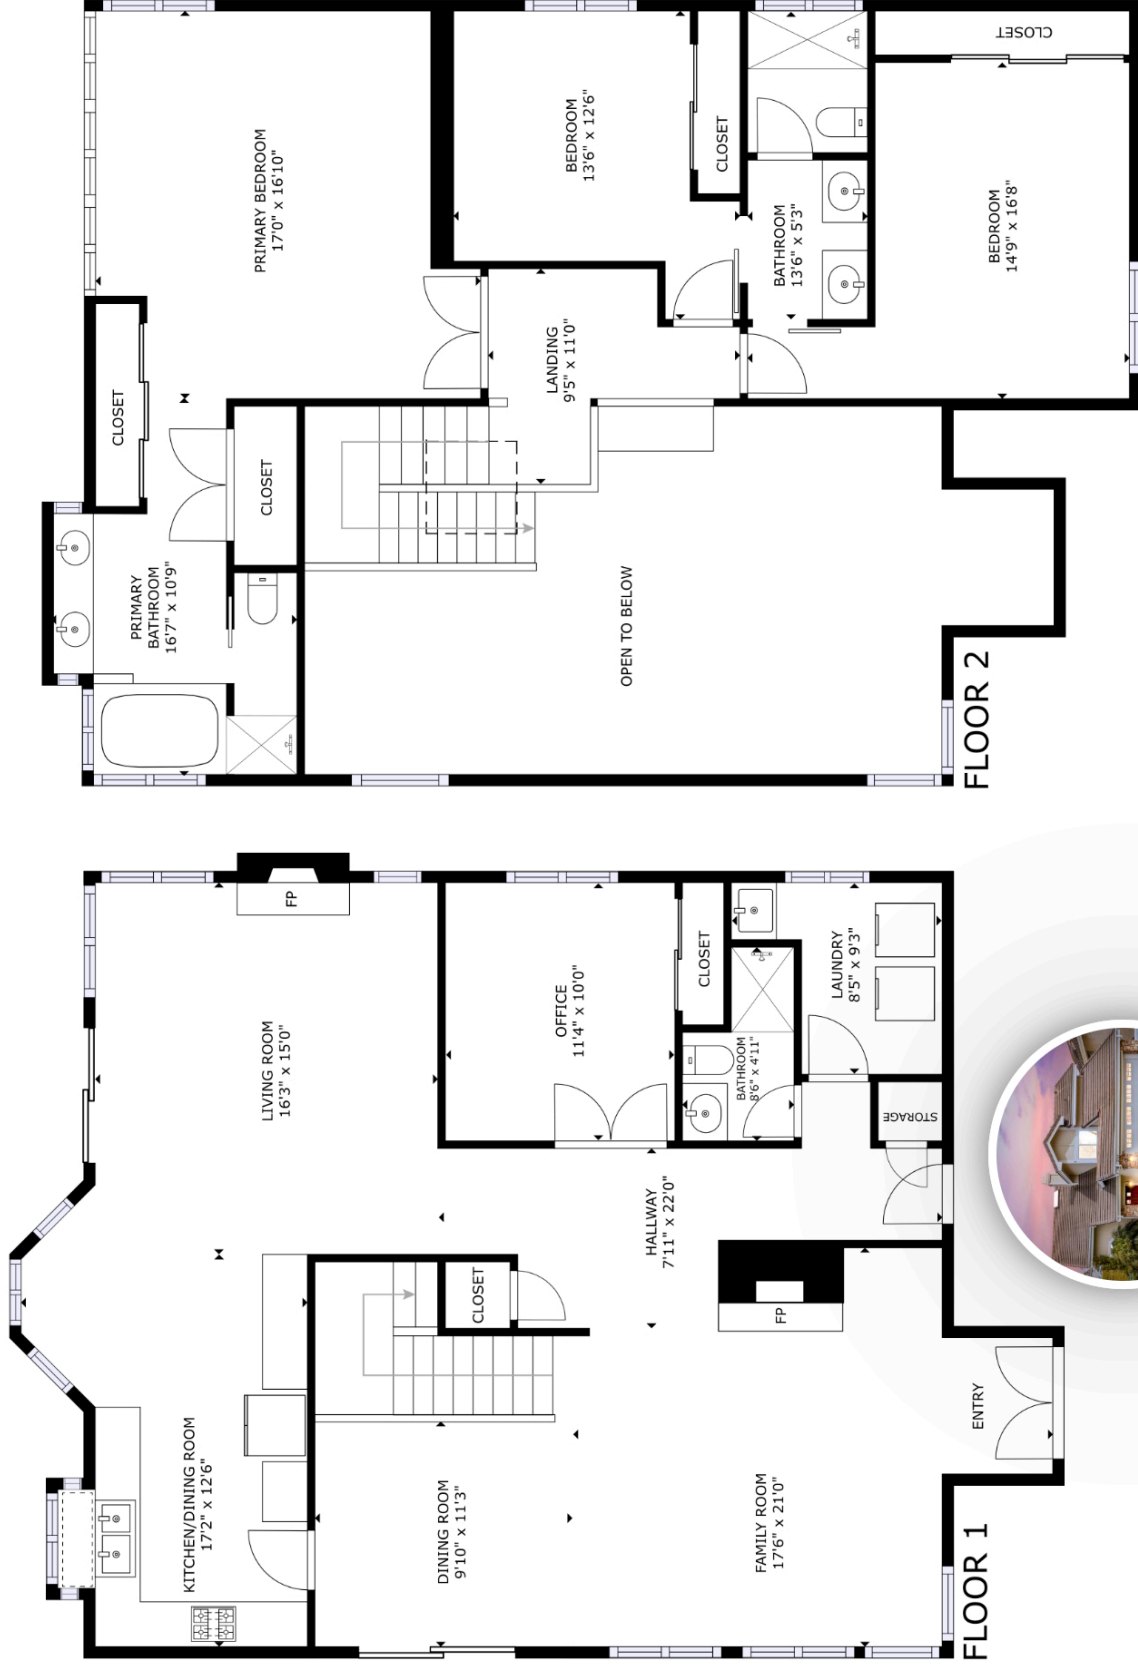 PRIMARY BEDROOM
17'0" x 16'10"
BEDROOM
13'6" x 12'6"
CLOSET
CLOSET
BATHROOM
13'6" x 5'3"
BEDROOM
14'9" x 16'8"
LANDING
9'5" x 11'0"
CLOSET
CLOSET
PRIMARY
BATHROOM
16'7" x 10'9"
OPEN TO BELOW
FLOOR 2
FP
LIVING ROOM
16'3" x 15'0"
OFFICE
11'4" x 10'0"
CLOSET
LAUNDRY
8'5" x 9'3"
BATHROOM
8'6" x 4'11"
STORAGE
HALLWAY
7'11" x 22'0"
CLOSET
FP
KITCHEN/DINING ROOM
17'2" x 12'6"
DINING ROOM
9'10" x 11'3"
FAMILY ROOM
17'6" x 21'0"
ENTRY
FLOOR 1